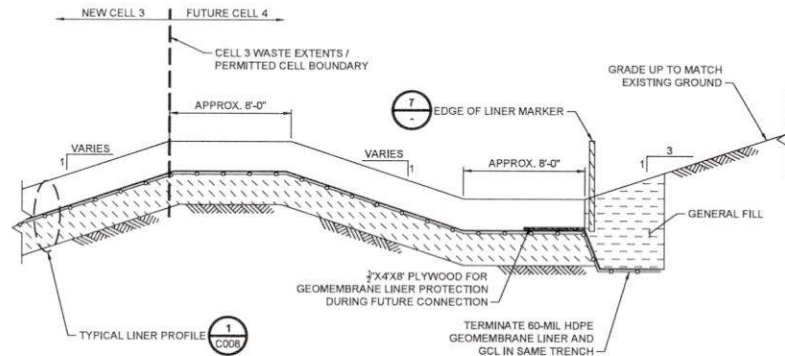 NEW CELL 3
FUTURE CELL 4
CELL 3 WASTE EXTENTS /
PERMITTED CELL BOUNDARY
GRADE UP TO MATCH
EXISTING GROUND
APPROX. 8'-0"
7
-
EDGE OF LINER MARKER
VARIES
1
VARIES
1
APPROX. 8'-0"
3
1
GENERAL FILL
½"X4'X8' PLYWOOD FOR
GEOMEMBRANE LINER PROTECTION
DURING FUTURE CONNECTION
TYPICAL LINER PROFILE
1
C008
TERMINATE 60-MIL HDPE
GEOMEMBRANE LINER AND
GCL IN SAME TRENCH